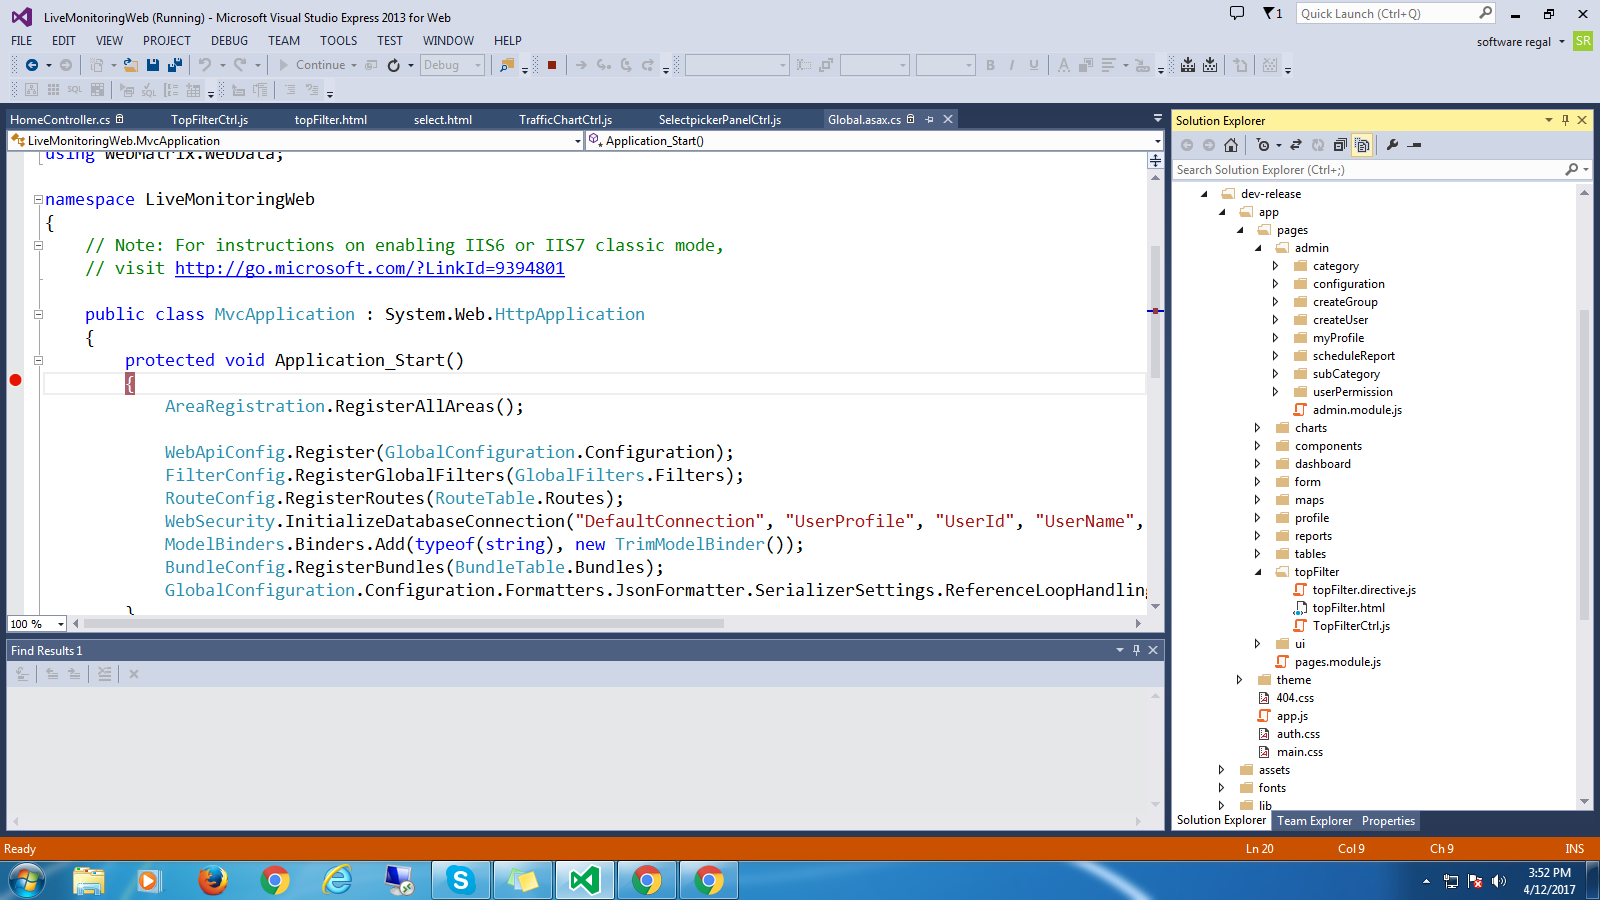 LiveMonitoringWeb (Running) - Microsoft Visual Studio Express 2013 for Web
1
Quick Launch (Ctrl+Q)
FILE EDIT VIEW PROJECT DEBUG TEAM TOOLS TEST WINDOW HELP
software regal
SR
Continue
Debug
HomeController.cs TopFilterCtrl.js topFilter.html select.html TrafficChartCtrl.js SelectpickerPanelCtrl.js Global.asax.cs
LiveMonitoringWeb.MvcApplication
Application_Start()
using WebMatrix.WebData;
namespace LiveMonitoringWeb
{
// Note: For instructions on enabling IIS6 or IIS7 classic mode,
// visit http://go.microsoft.com/?LinkId=9394801
public class MvcApplication : System.Web.HttpApplication
{
protected void Application_Start()
{
AreaRegistration.RegisterAllAreas();
WebApiConfig.Register(GlobalConfiguration.Configuration);
FilterConfig.RegisterGlobalFilters(GlobalFilters.Filters);
RouteConfig.RegisterRoutes(RouteTable.Routes);
WebSecurity.InitializeDatabaseConnection("DefaultConnection", "UserProfile", "UserId", "UserName",
ModelBinders.Binders.Add(typeof(string), new TrimModelBinder());
BundleConfig.RegisterBundles(BundleTable.Bundles);
GlobalConfiguration.Configuration.Formatters.JsonFormatter.SerializerSettings.ReferenceLoopHandling
}
100 %
Find Results 1
Solution Explorer
Search Solution Explorer (Ctrl+;)
dev-release
app
pages
admin
category
configuration
createGroup
createUser
myProfile
scheduleReport
subCategory
userPermission
admin.module.js
charts
components
dashboard
form
maps
profile
reports
tables
topFilter
topFilter.directive.js
topFilter.html
TopFilterCtrl.js
ui
pages.module.js
theme
404.css
app.js
auth.css
main.css
assets
fonts
lib
Solution Explorer Team Explorer Properties
Ready
Ln 20 Col 9 Ch 9 INS
3:52 PM
4/12/2017